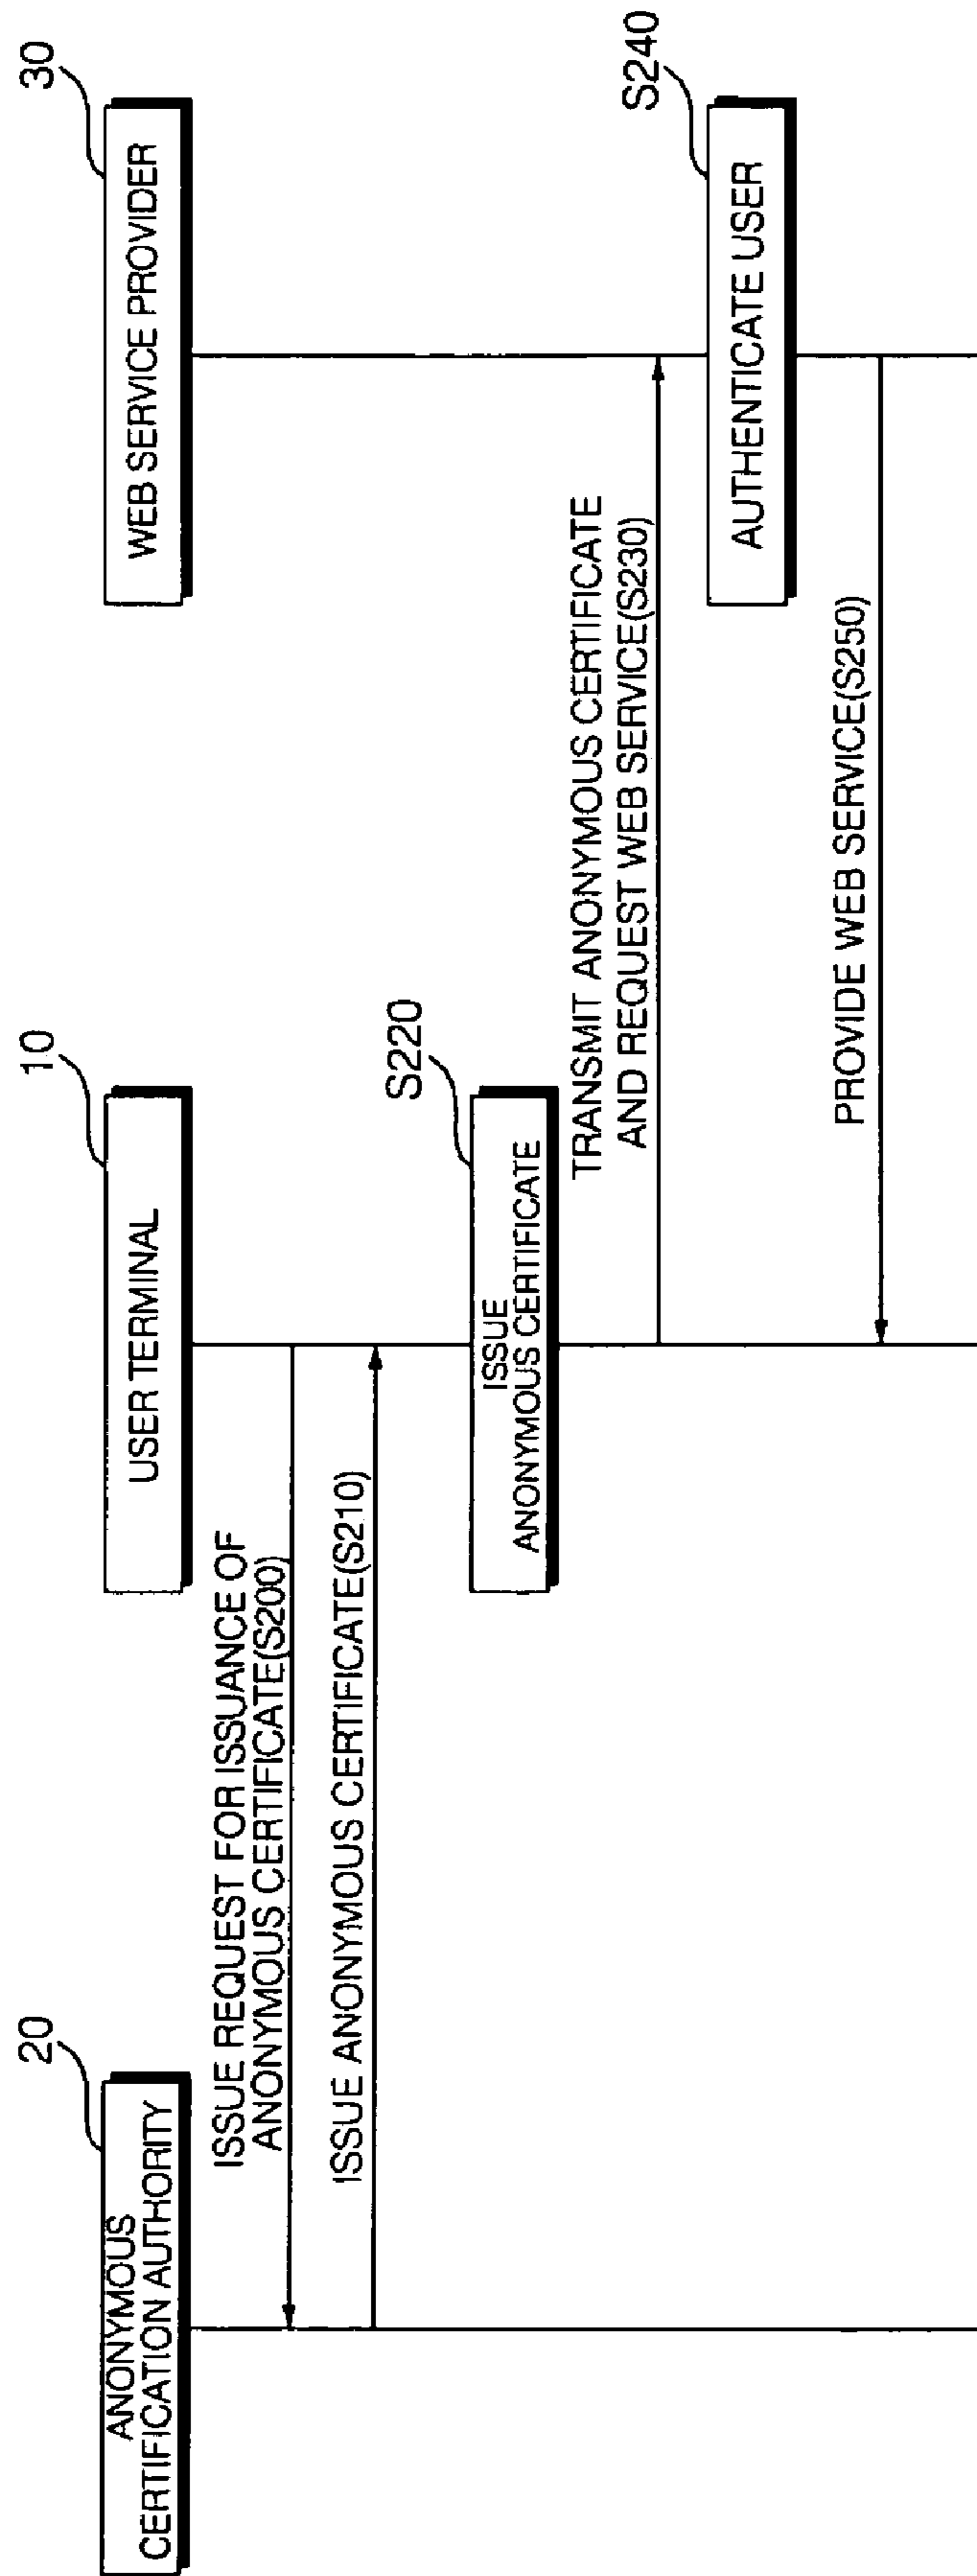 20
10
30
ANONYMOUS
CERTIFICATION AUTHORITY
USER TERMINAL
WEB SERVICE PROVIDER
ISSUE REQUEST FOR ISSUANCE OF
ANONYMOUS CERTIFICATE(S200)
ISSUE ANONYMOUS CERTIFICATE(S210)
S220
ISSUE
ANONYMOUS CERTIFICATE
TRANSMIT ANONYMOUS CERTIFICATE
AND REQUEST WEB SERVICE(S230)
S240
AUTHENTICATE USER
PROVIDE WEB SERVICE(S250)